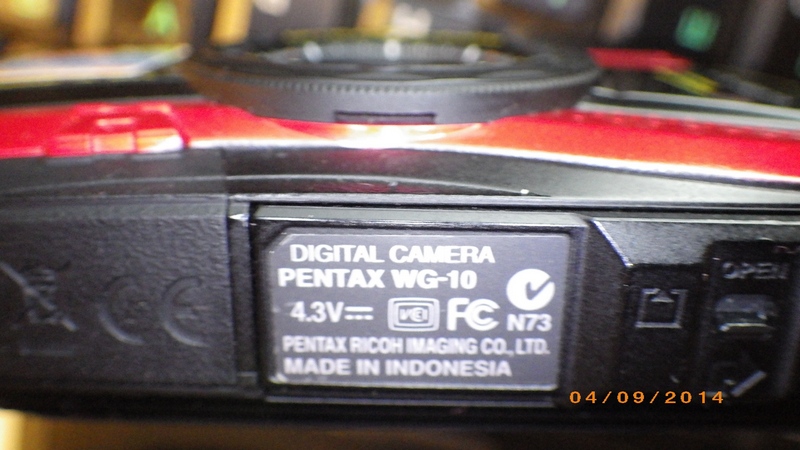 DIGITAL CAMERA
PENTAX WG-10
4.3V
FC N73
PENTAX RICOH IMAGING CO., LTD.
MADE IN INDONESIA
CE
OPEN
04/09/2014